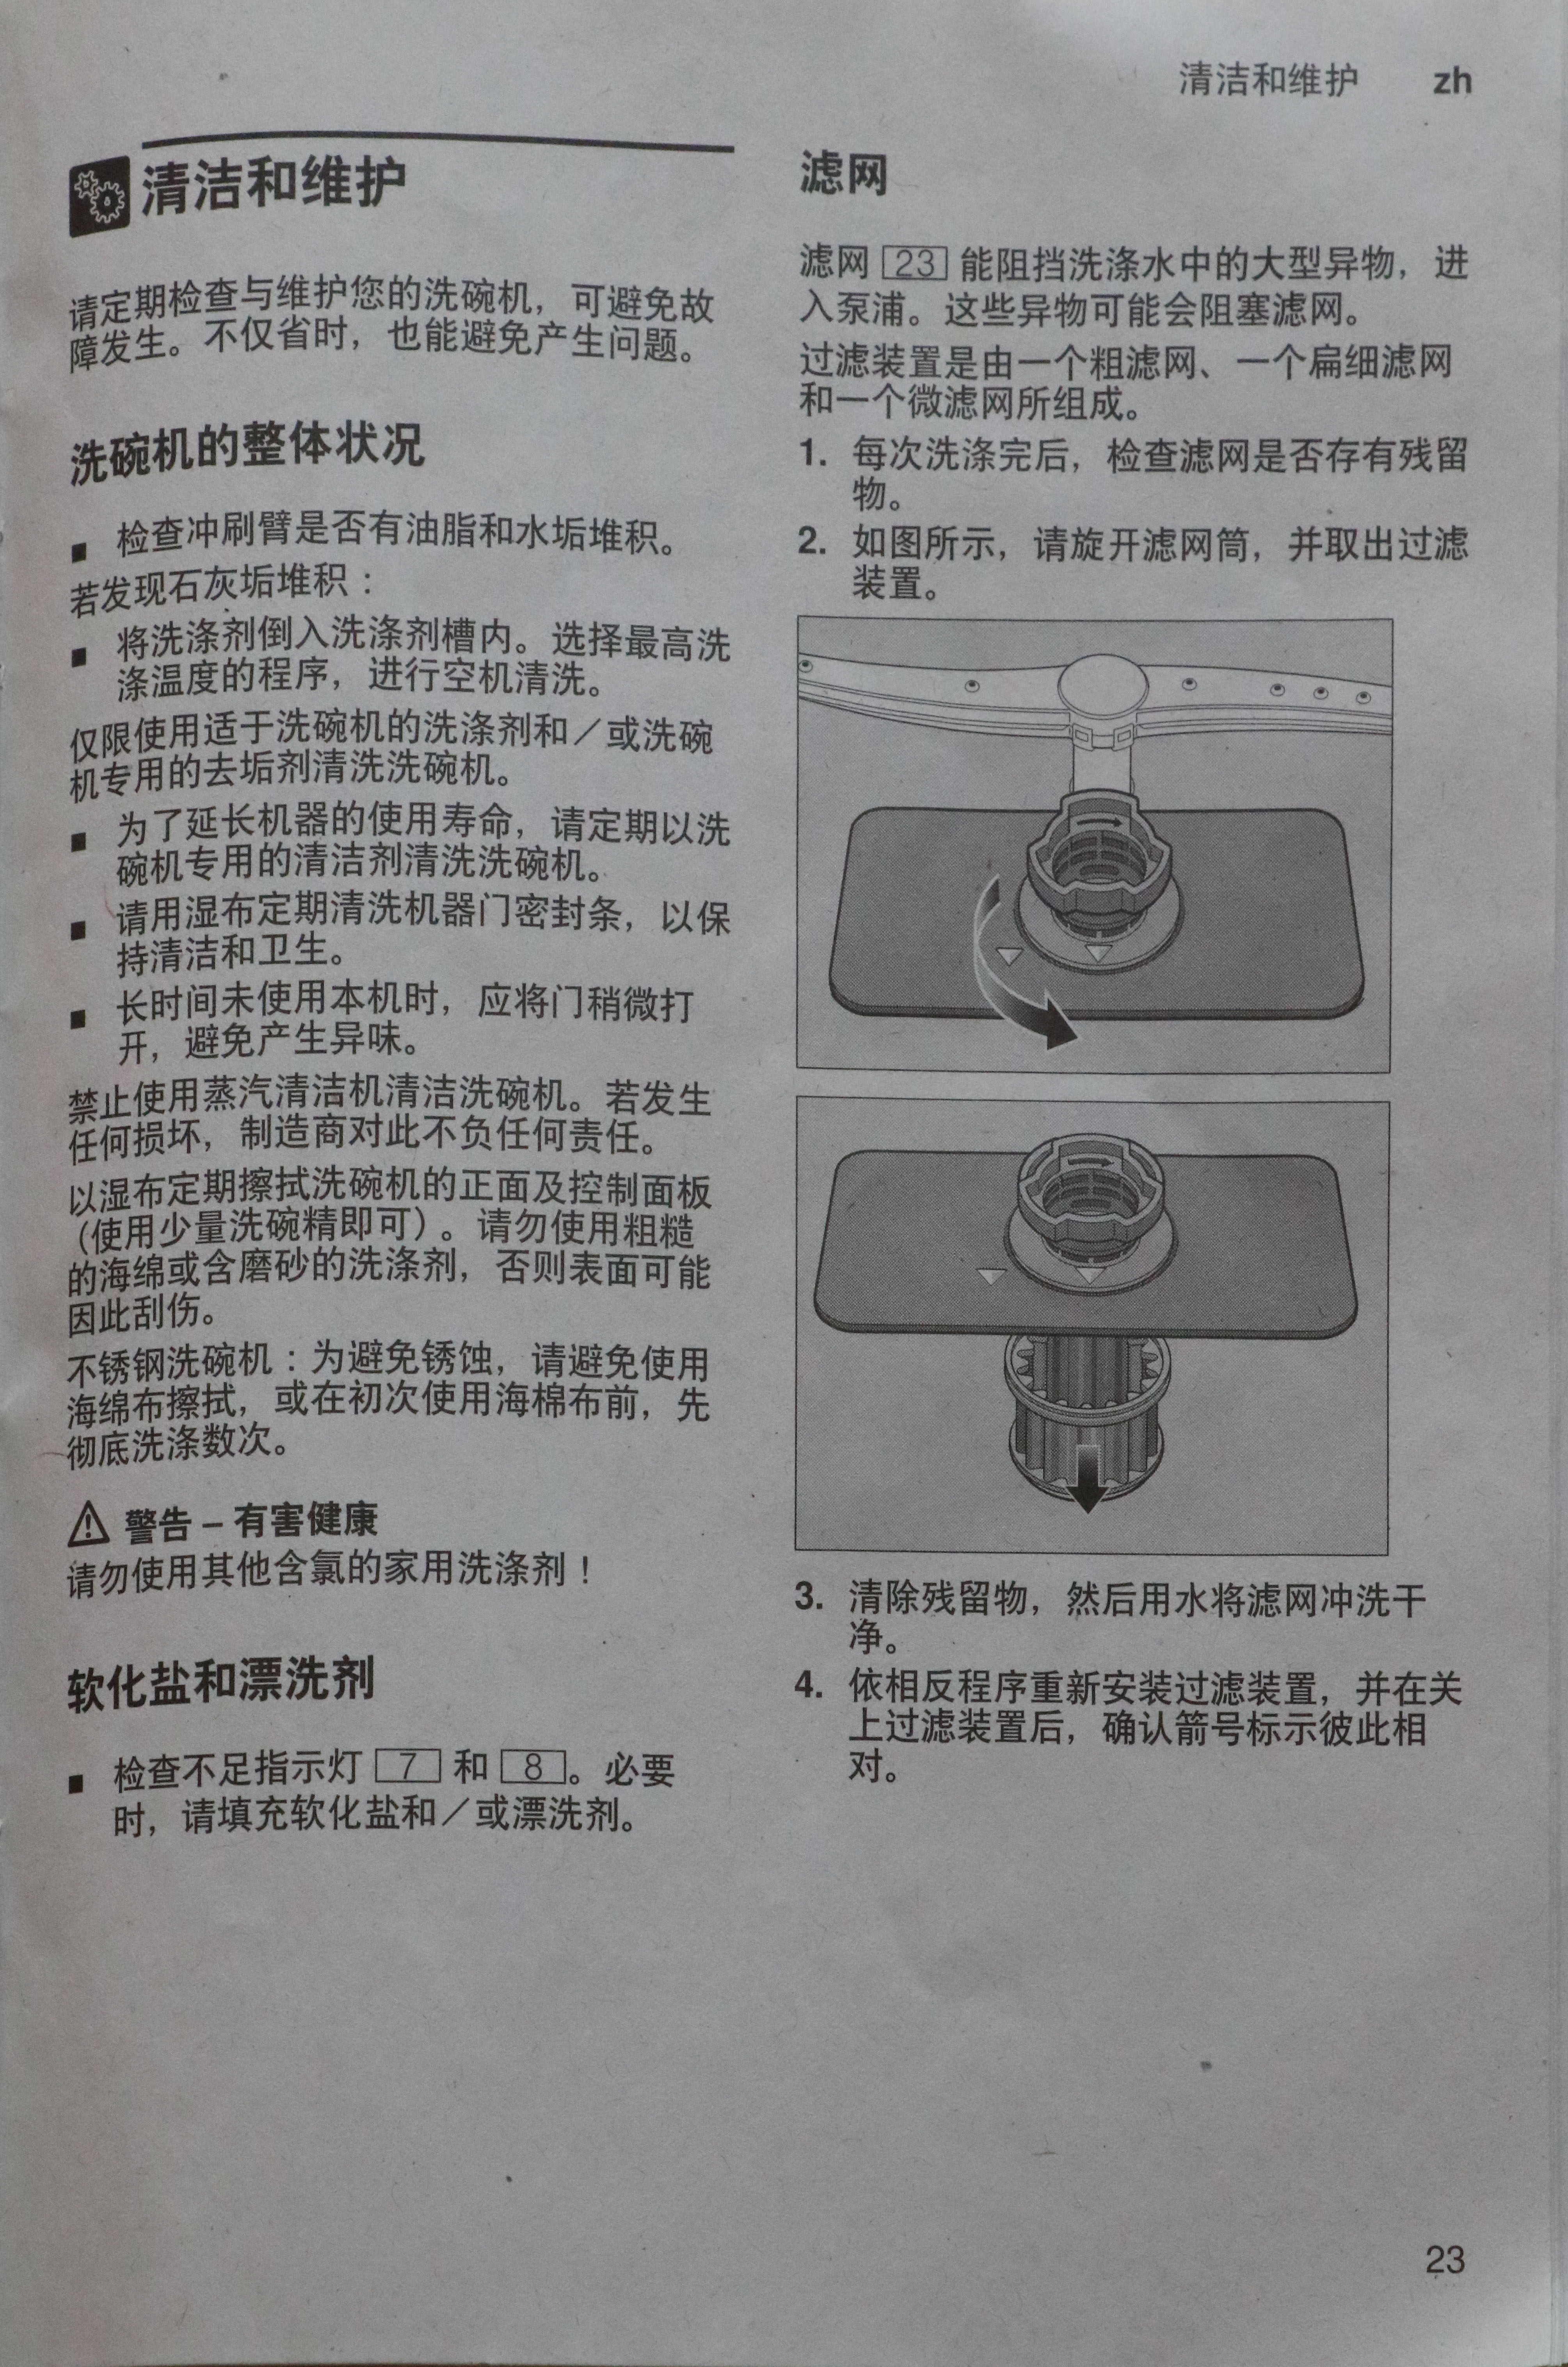 清洁和维护 zh
清洁和维护
请定期检查与维护您的洗碗机，可避免故
障发生。不仅省时，也能避免产生问题。
洗碗机的整体状况
■ 检查冲刷臂是否有油脂和水垢堆积。
若发现石灰垢堆积：
■ 将洗涤剂倒入洗涤剂槽内。选择最高洗
涤温度的程序，进行空机清洗。
仅限使用适于洗碗机的洗涤剂和／或洗碗
机专用的去垢剂清洗洗碗机。
■ 为了延长机器的使用寿命，请定期以洗
碗机专用的清洁剂清洗洗碗机。
■ 请用湿布定期清洗机器门密封条，以保
持清洁和卫生。
■ 长时间未使用本机时，应将门稍微打
开，避免产生异味。
禁止使用蒸汽清洁机清洁洗碗机。若发生
任何损坏，制造商对此不负任何责任。
以湿布定期擦拭洗碗机的正面及控制面板
（使用少量洗碗精即可）。请勿使用粗糙
的海绵或含磨砂的洗涤剂，否则表面可能
因此刮伤。
不锈钢洗碗机：为避免锈蚀，请避免使用
海绵布擦拭，或在初次使用海棉布前，先
彻底洗涤数次。
警告 – 有害健康
请勿使用其他含氯的家用洗涤剂！
软化盐和漂洗剂
■ 检查不足指示灯 7 和 8。必要
时，请填充软化盐和／或漂洗剂。
滤网
滤网 23 能阻挡洗涤水中的大型异物，进
入泵浦。这些异物可能会阻塞滤网。
过滤装置是由一个粗滤网、一个扁细滤网
和一个微滤网所组成。
1. 每次洗涤完后，检查滤网是否存有残留
物。
2. 如图所示，请旋开滤网筒，并取出过滤
装置。
3. 清除残留物，然后用水将滤网冲洗干
净。
4. 依相反程序重新安装过滤装置，并在关
上过滤装置后，确认箭号标示彼此相
对。
23